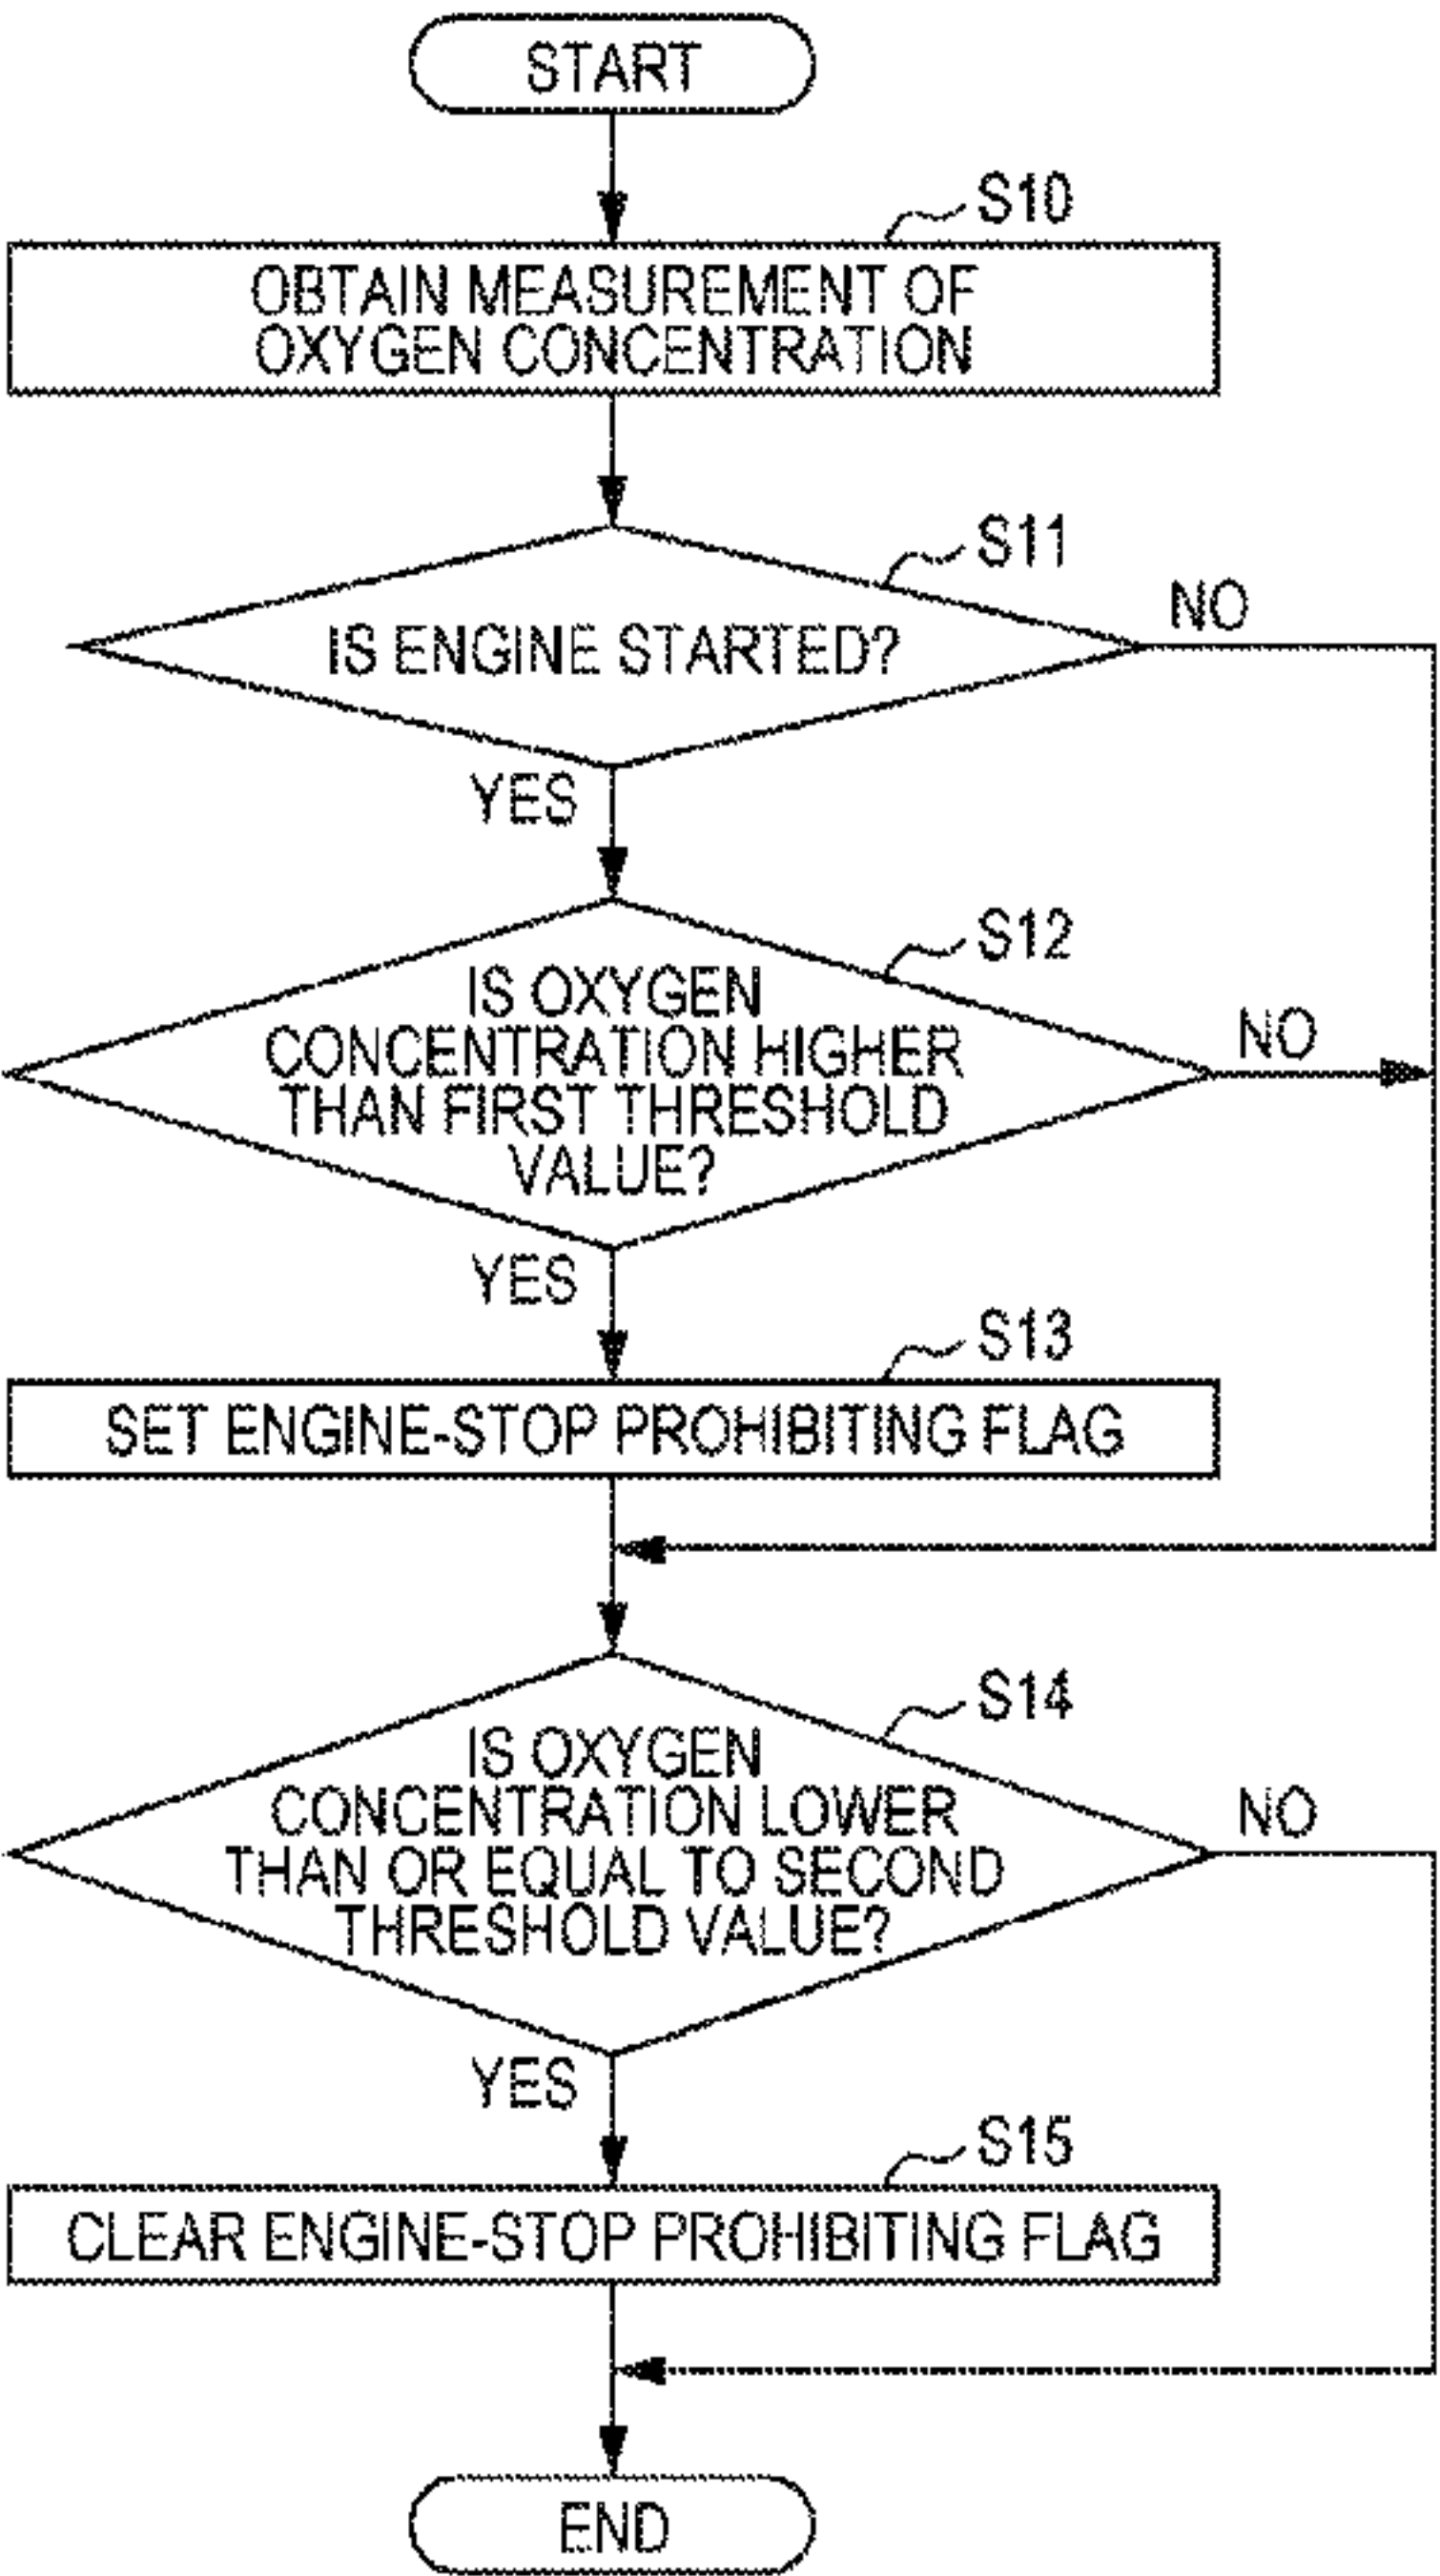 START
S10
OBTAIN MEASUREMENT OF
OXYGEN CONCENTRATION
S11
IS ENGINE STARTED?
NO
YES
S12
IS OXYGEN
CONCENTRATION HIGHER
THAN FIRST THRESHOLD
VALUE?
NO
YES
S13
SET ENGINE-STOP PROHIBITING FLAG
S14
IS OXYGEN
CONCENTRATION LOWER
THAN OR EQUAL TO SECOND
THRESHOLD VALUE?
NO
YES
S15
CLEAR ENGINE-STOP PROHIBITING FLAG
END